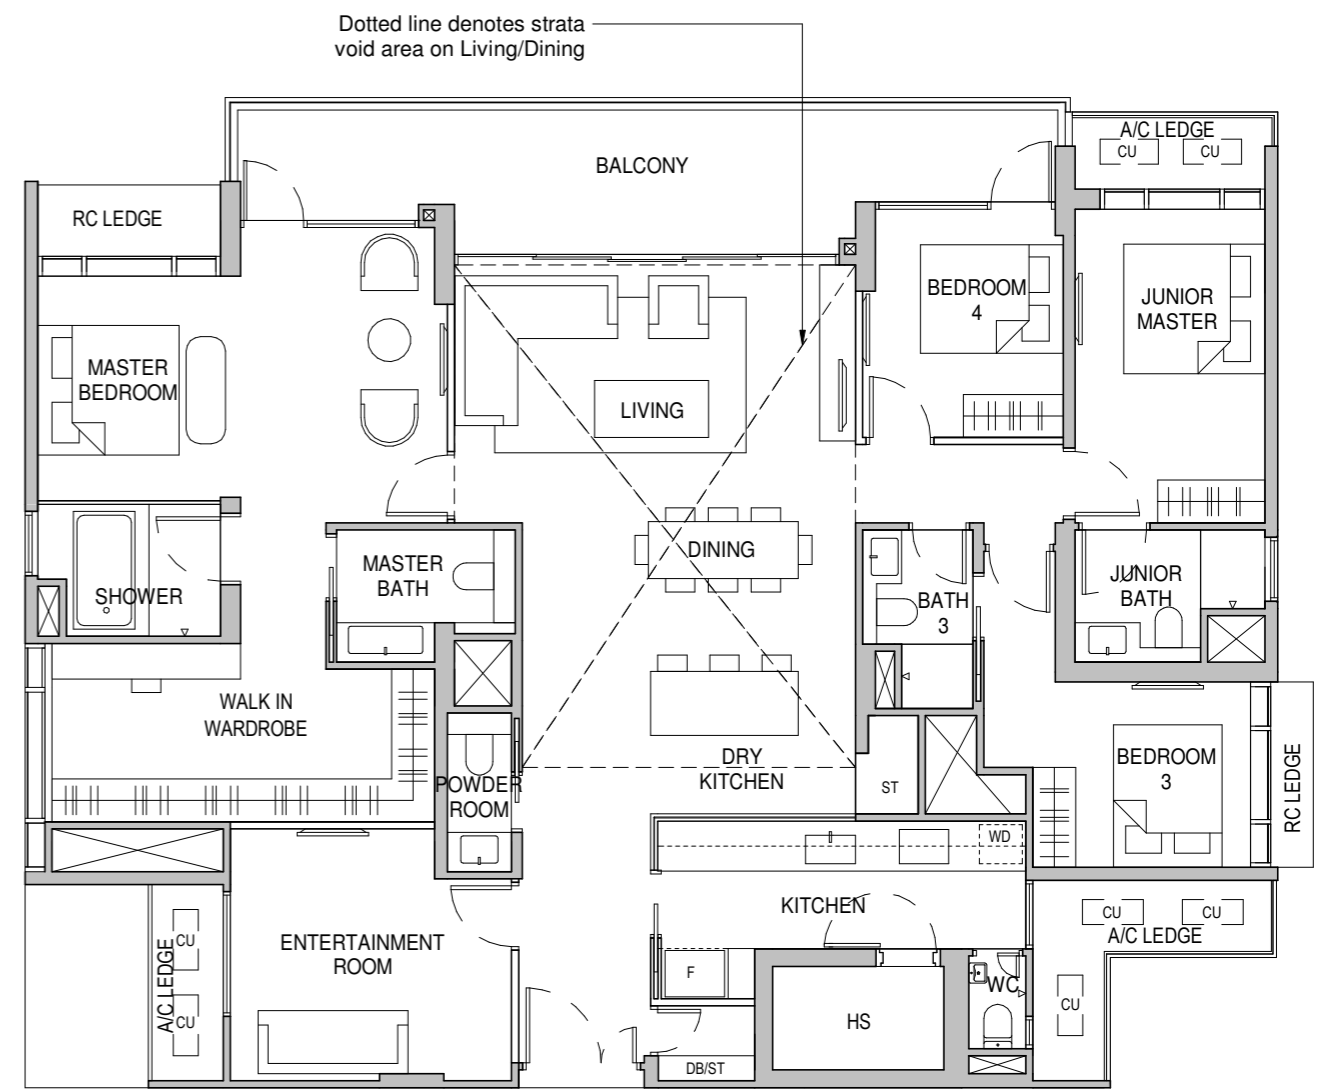 Dotted line denotes strata
void area on Living/Dining
A/C LEDGE
CU
CU
BALCONY
RC LEDGE
BEDROOM
4
JUNIOR
MASTER
MASTER
BEDROOM
LIVING
DINING
MASTER
BATH
SHOWER
BATH
3
JUNIOR
BATH
WALK IN
WARDROBE
POWDER
ROOM
DRY
KITCHEN
ST
BEDROOM
3
RC LEDGE
WD
KITCHEN
ENTERTAINMENT
ROOM
A/C LEDGE
CU
CU
F
HS
WC
CU
CU
A/C LEDGE
CU
DB/ST